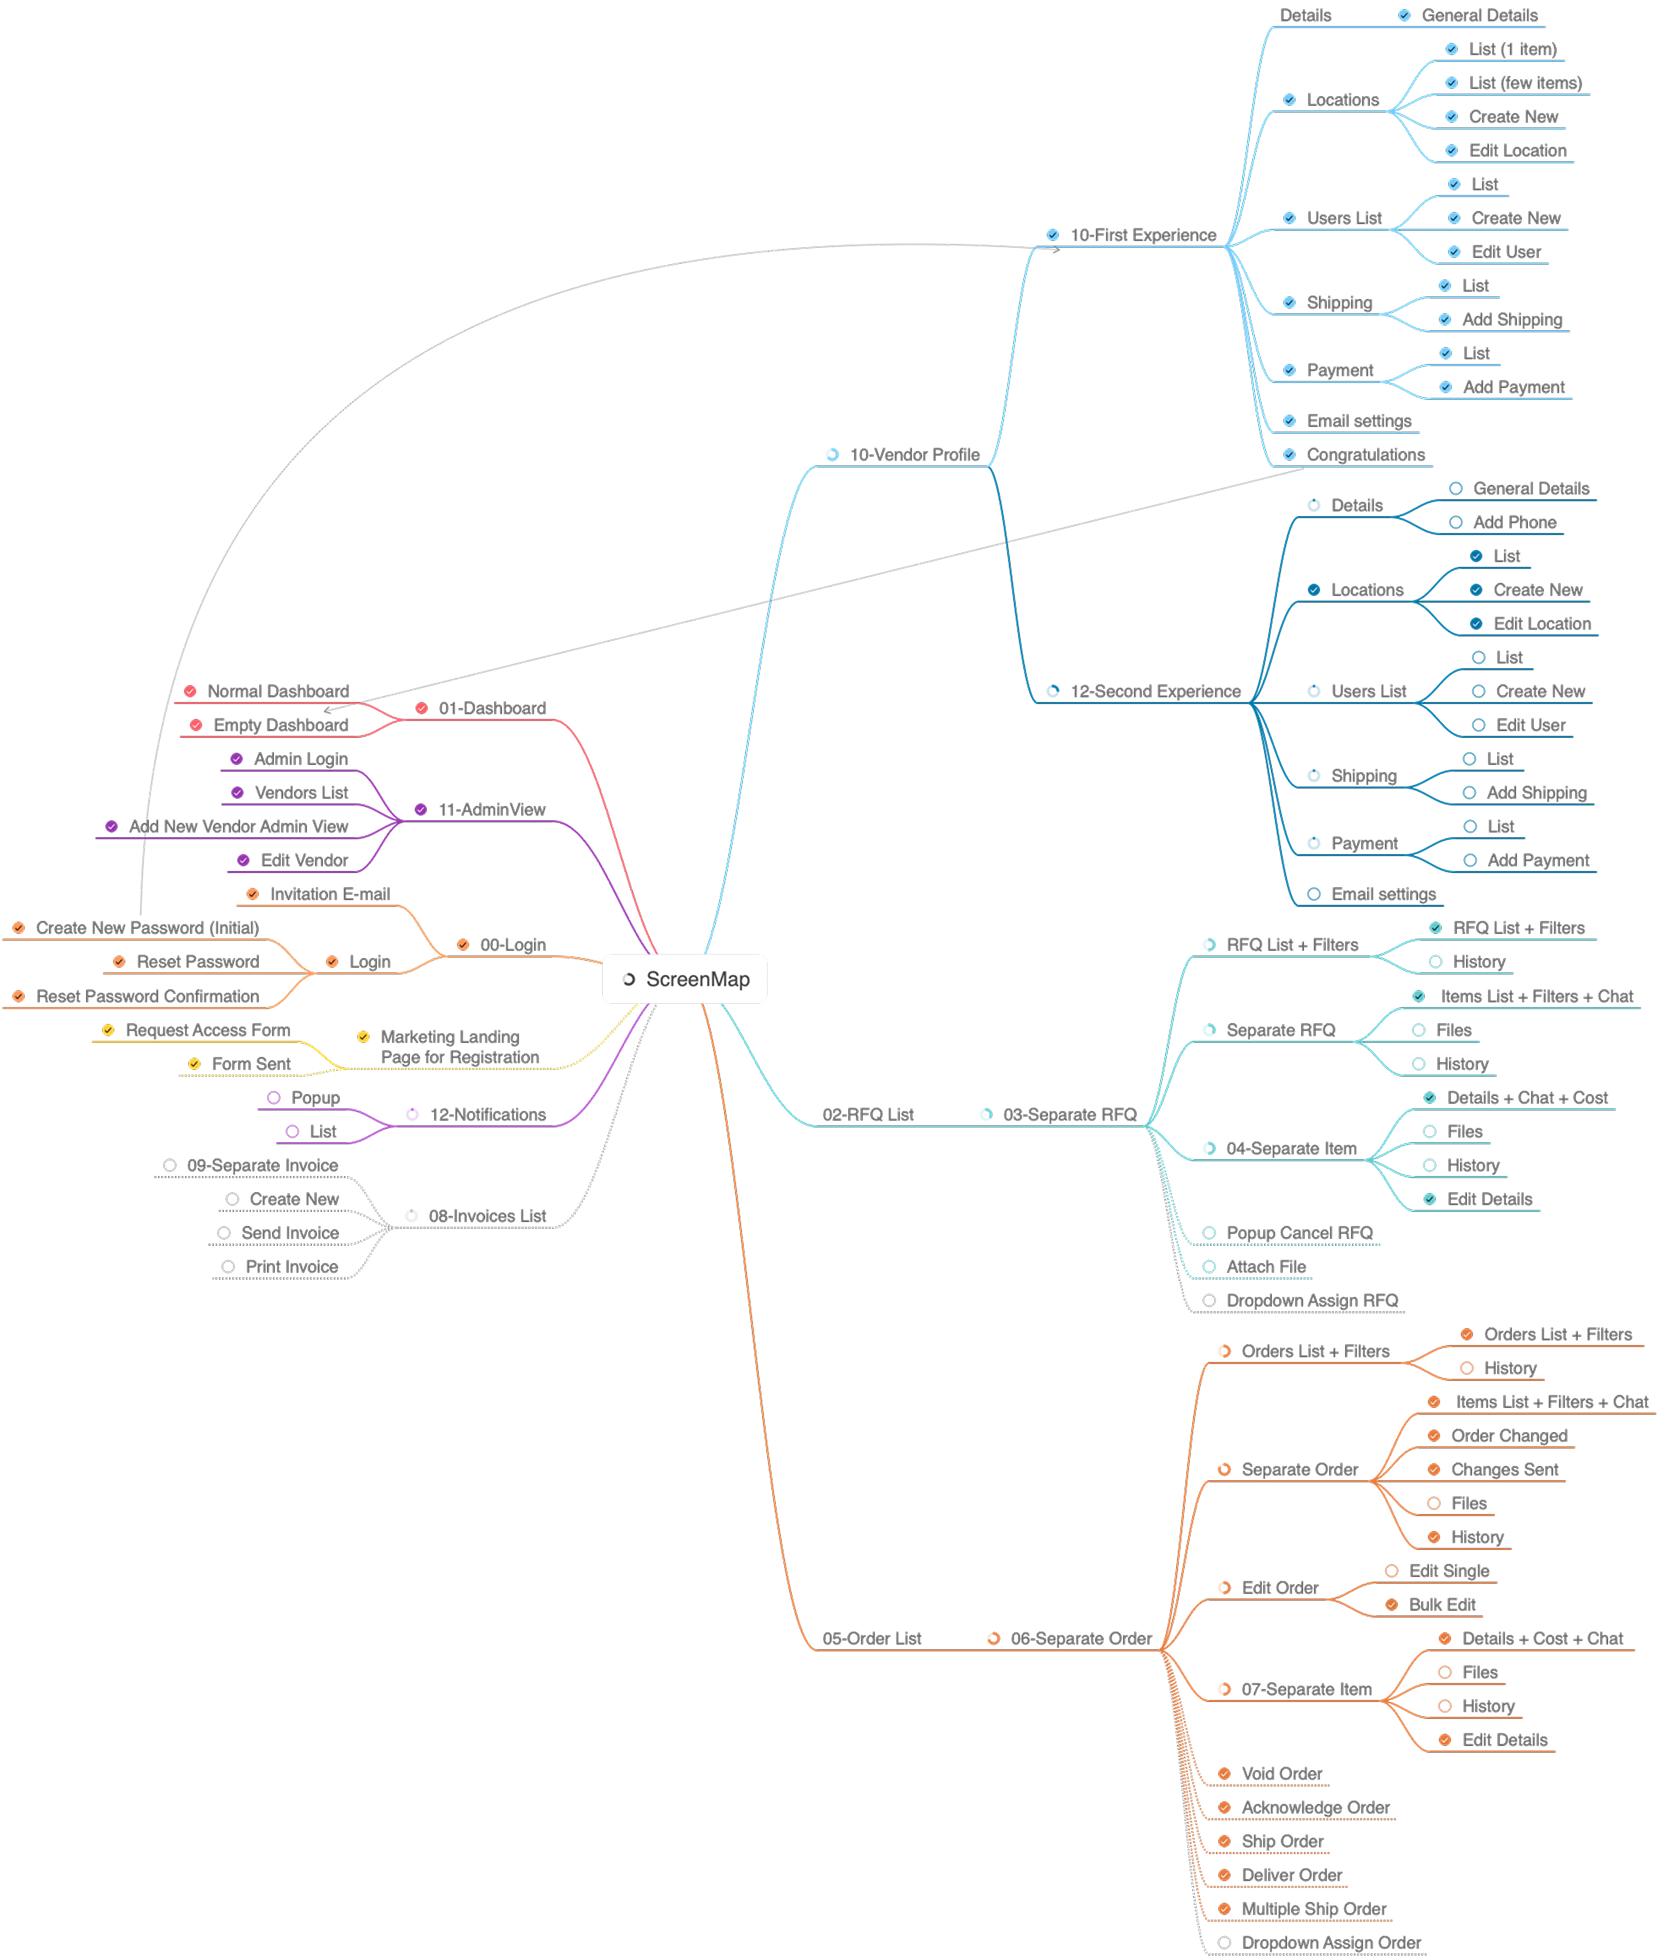 Details
General Details
Locations
List (1 item)
List (few items)
Create New
Edit Location
10-First Experience
Users List
List
Create New
Edit User
Shipping
List
Add Shipping
Payment
List
Add Payment
Email settings
Congratulations
10-Vendor Profile
12-Second Experience
Details
General Details
Add Phone
Locations
List
Create New
Edit Location
Users List
List
Create New
Edit User
Shipping
List
Add Shipping
Payment
List
Add Payment
Email settings
Normal Dashboard
Empty Dashboard
01-Dashboard
Admin Login
Vendors List
Add New Vendor Admin View
Edit Vendor
11-AdminView
Invitation E-mail
Create New Password (Initial)
Reset Password
Reset Password Confirmation
Login
00-Login
ScreenMap
Request Access Form
Form Sent
Marketing Landing
Page for Registration
Popup
List
12-Notifications
09-Separate Invoice
Create New
Send Invoice
Print Invoice
08-Invoices List
02-RFQ List
03-Separate RFQ
RFQ List + Filters
RFQ List + Filters
History
Separate RFQ
Items List + Filters + Chat
Files
History
04-Separate Item
Details + Chat + Cost
Files
History
Edit Details
Popup Cancel RFQ
Attach File
Dropdown Assign RFQ
05-Order List
06-Separate Order
Orders List + Filters
Orders List + Filters
History
Separate Order
Items List + Filters + Chat
Order Changed
Changes Sent
Files
History
Edit Order
Edit Single
Bulk Edit
07-Separate Item
Details + Cost + Chat
Files
History
Edit Details
Void Order
Acknowledge Order
Ship Order
Deliver Order
Multiple Ship Order
Dropdown Assign Order